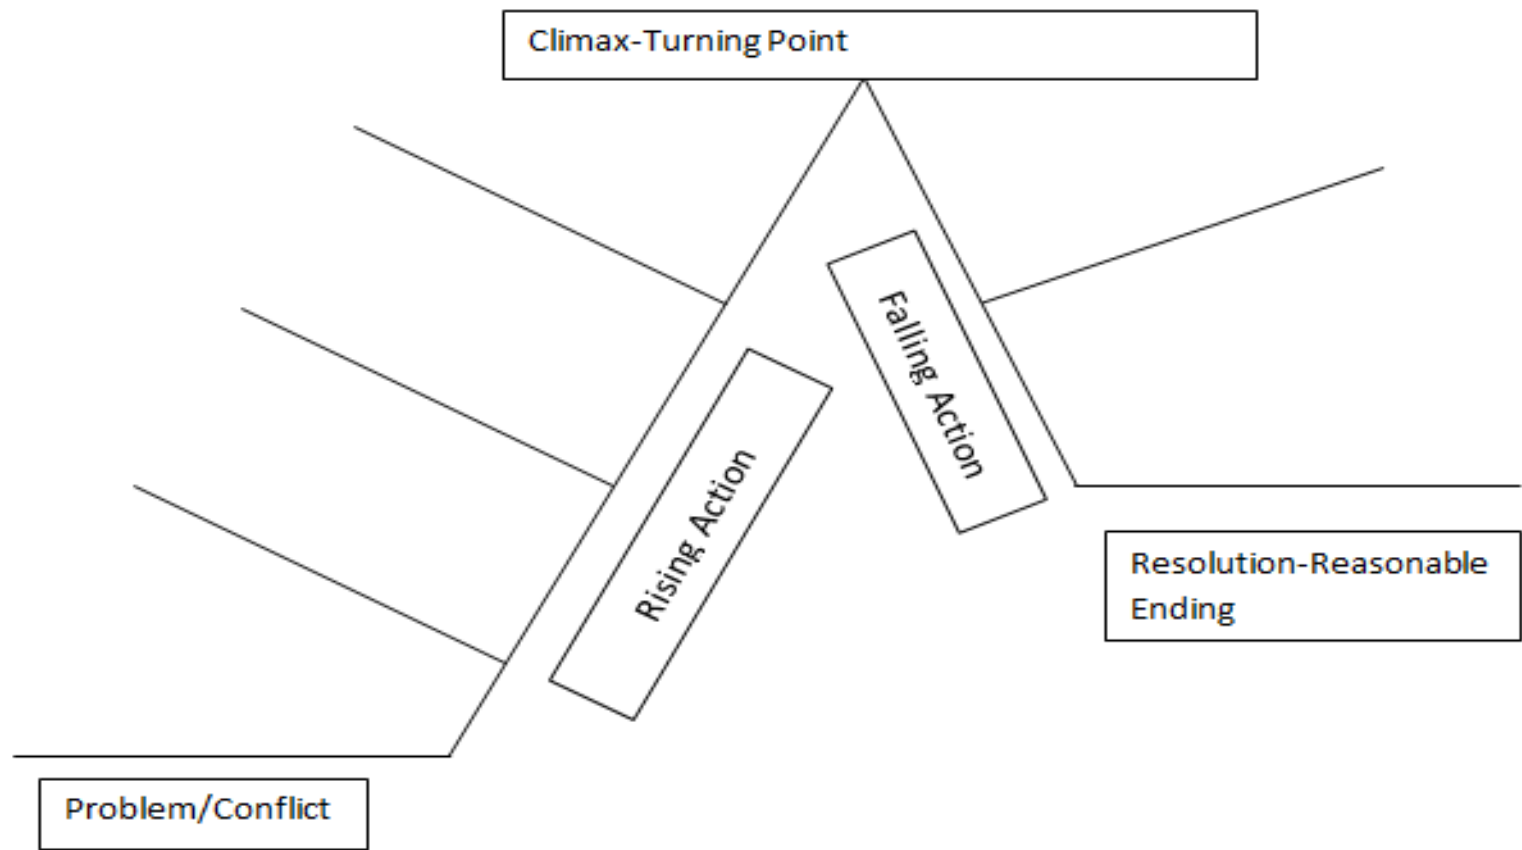 Climax-Turning Point
Falling Action
Rising Action
Resolution-Reasonable
Ending
Problem/Conflict